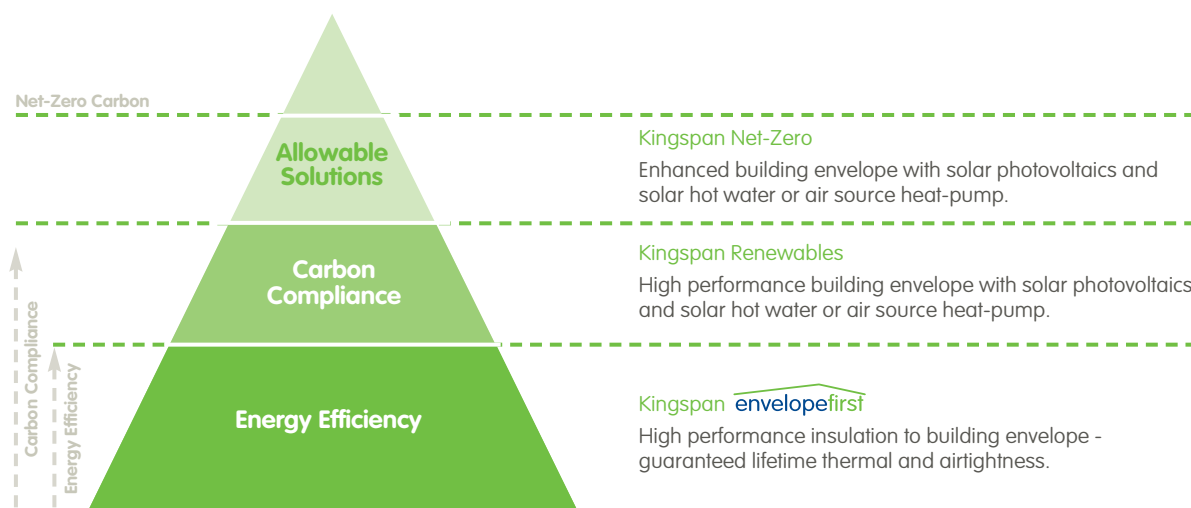 Net-Zero Carbon
Allowable
Solutions
Kingspan Net-Zero
Enhanced building envelope with solar photovoltaics and
solar hot water or air source heat-pump.
Carbon
Compliance
Kingspan Renewables
High performance building envelope with solar photovoltaics
and solar hot water or air source heat-pump.
Carbon Compliance
Energy Efficiency
Energy Efficiency
Kingspan envelopefirst
High performance insulation to building envelope -
guaranteed lifetime thermal and airtightness.